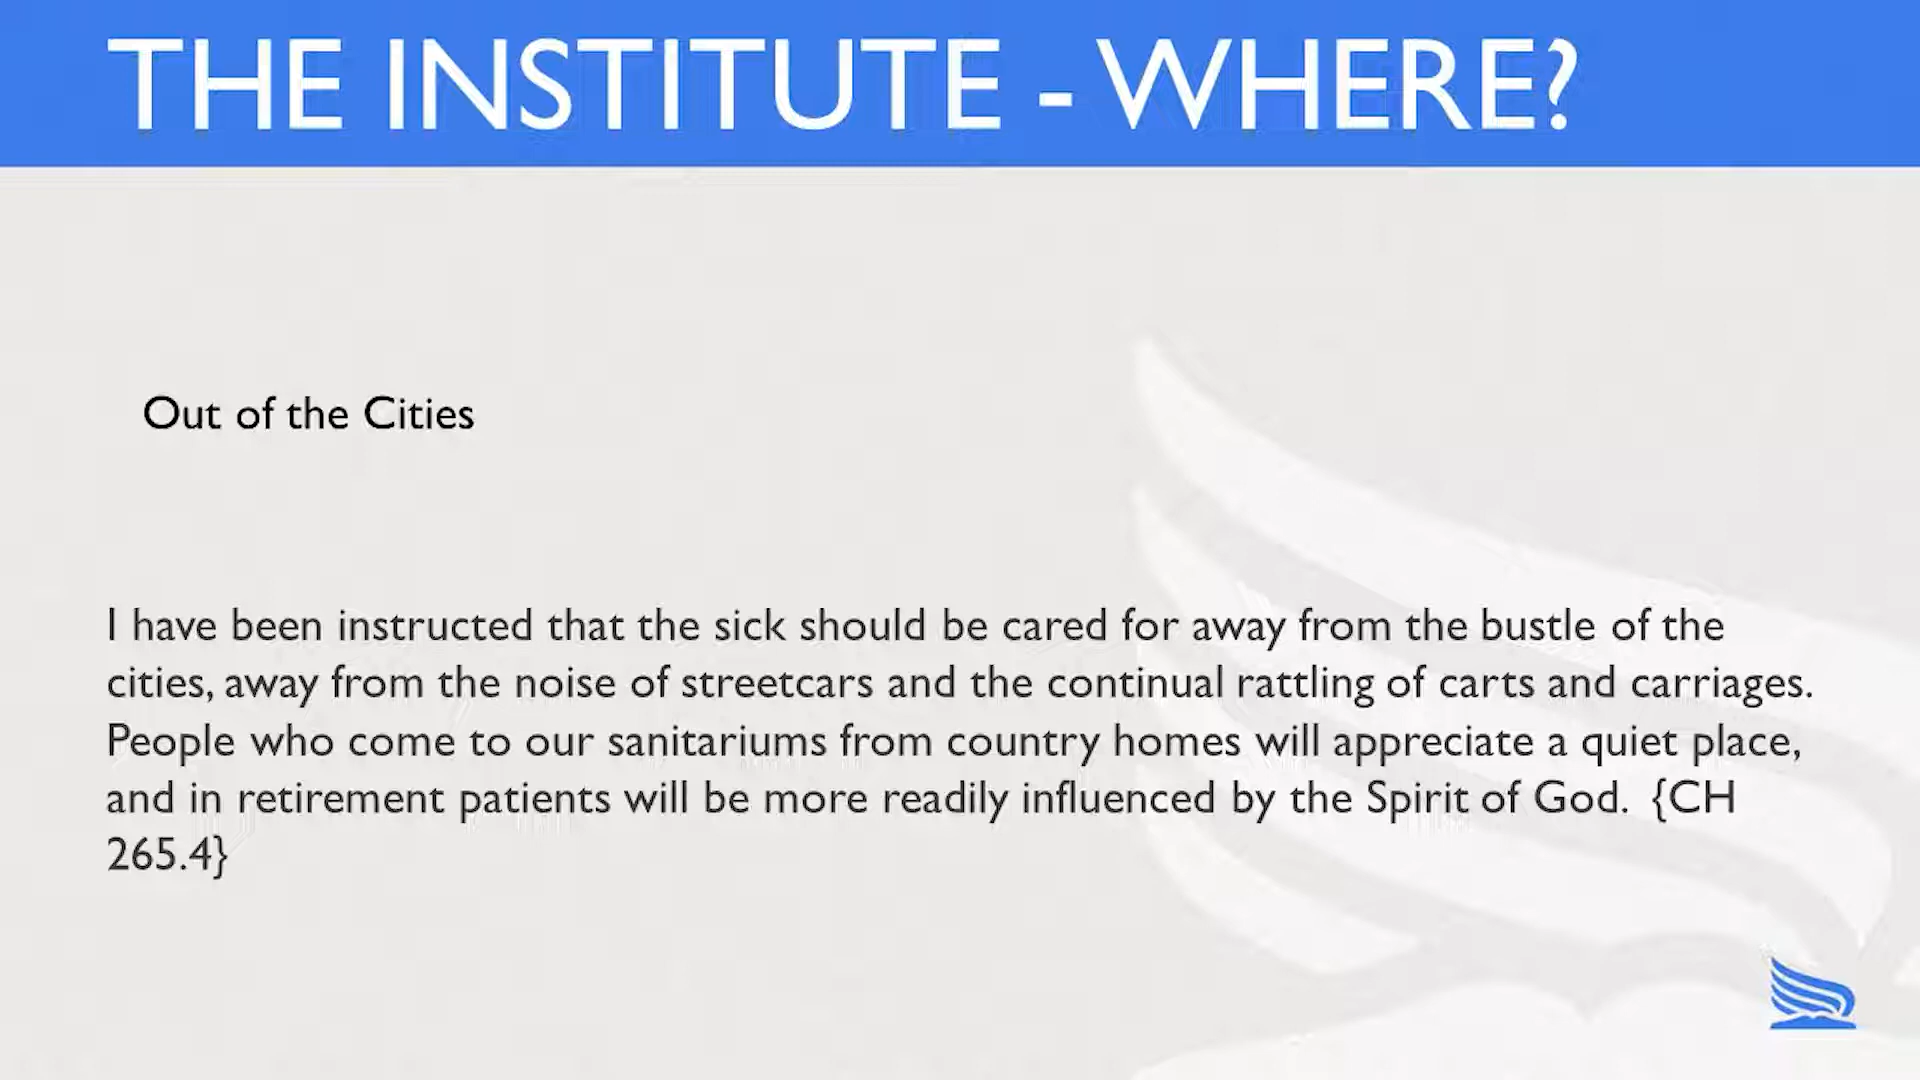 THE INSTITUTE - WHERE?
Out of the Cities
I have been instructed that the sick should be cared for away from the bustle of the
cities, away from the noise of streetcars and the continual rattling of carts and carriages.
People who come to our sanitariums from country homes will appreciate a quiet place,
and in retirement patients will be more readily influenced by the Spirit of God.  {CH
265.4}